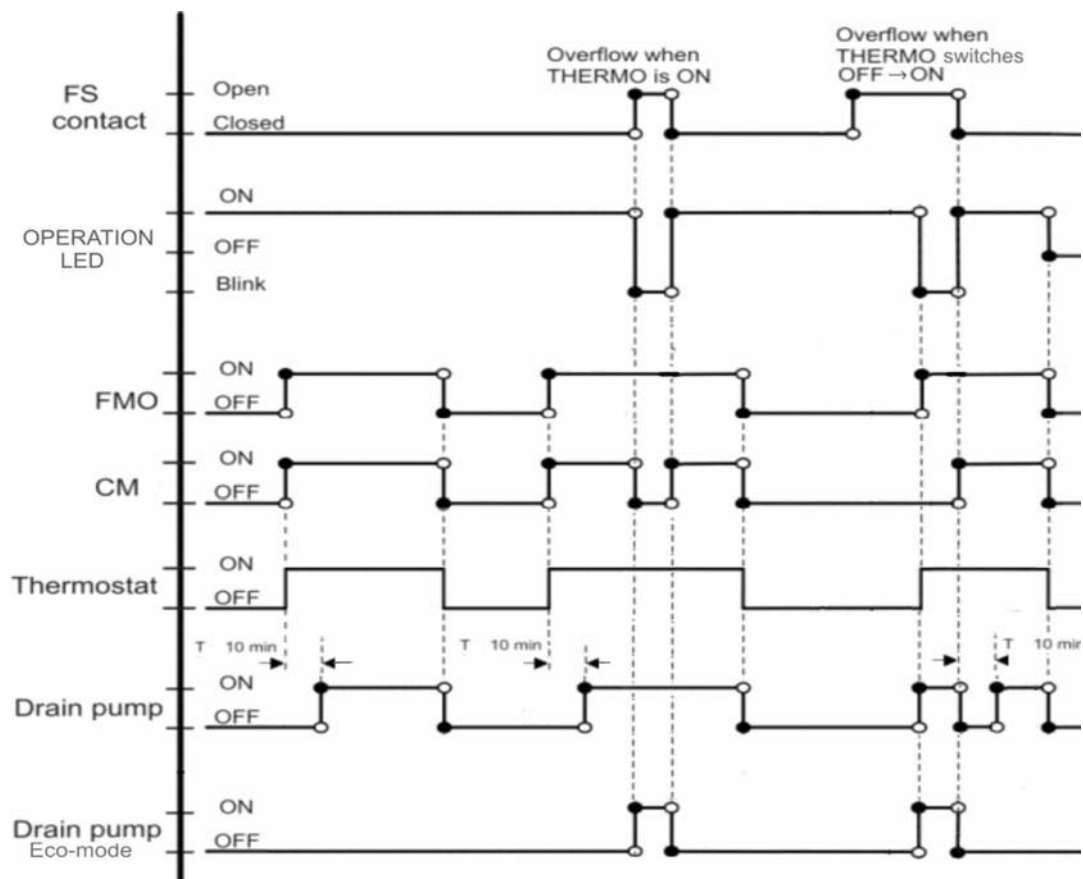 Overflow when
THERMO is ON
Overflow when
THERMO switches
OFF→ON
FS
contact
Open
Closed
OPERATION
LED
ON
OFF
Blink
FMO
ON
OFF
CM
ON
OFF
Thermostat
ON
OFF
T 10 min
T 10 min
T 10 min
Drain pump
ON
OFF
Drain pump
Eco-mode
ON
OFF